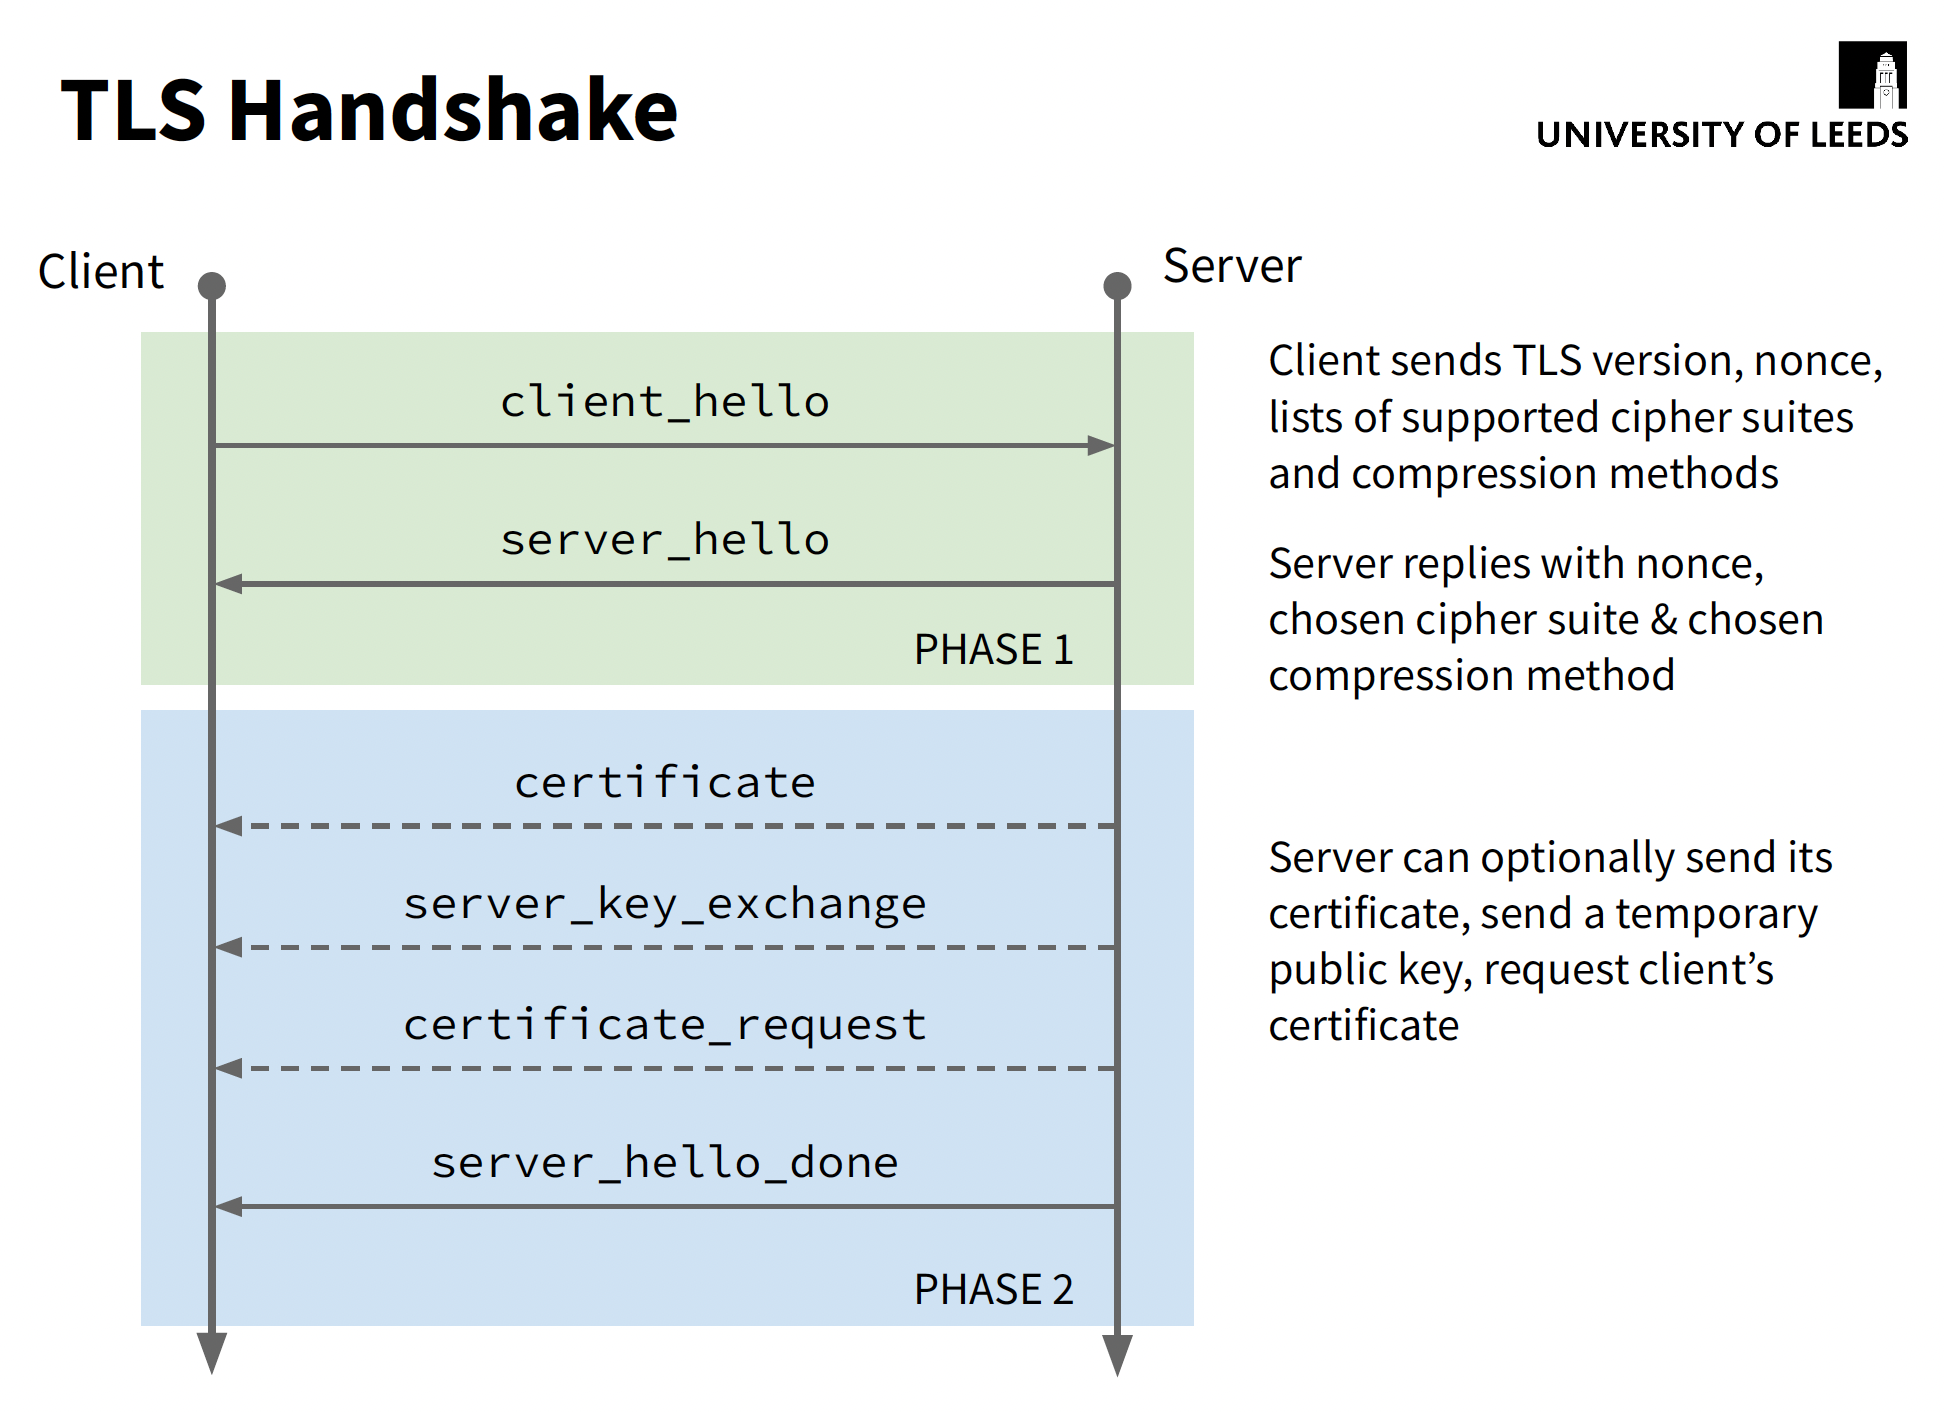 TLS Handshake
UNIVERSITY OF LEEDS
Client
Server
client_hello
server_hello
PHASE 1
Client sends TLS version, nonce,
lists of supported cipher suites
and compression methods
Server replies with nonce,
chosen cipher suite & chosen
compression method
certificate
server_key_exchange
certificate_request
server_hello_done
PHASE 2
Server can optionally send its
certificate, send a temporary
public key, request client’s
certificate